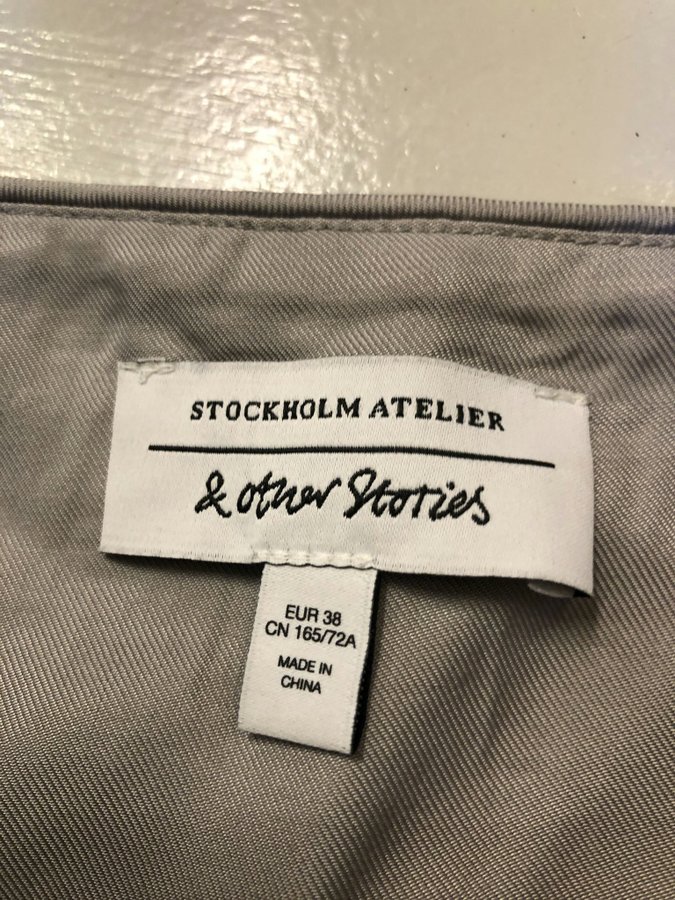 STOCKHOLM ATELIER
& other Stories
EUR 38
CN 165/72A
MADE IN
CHINA